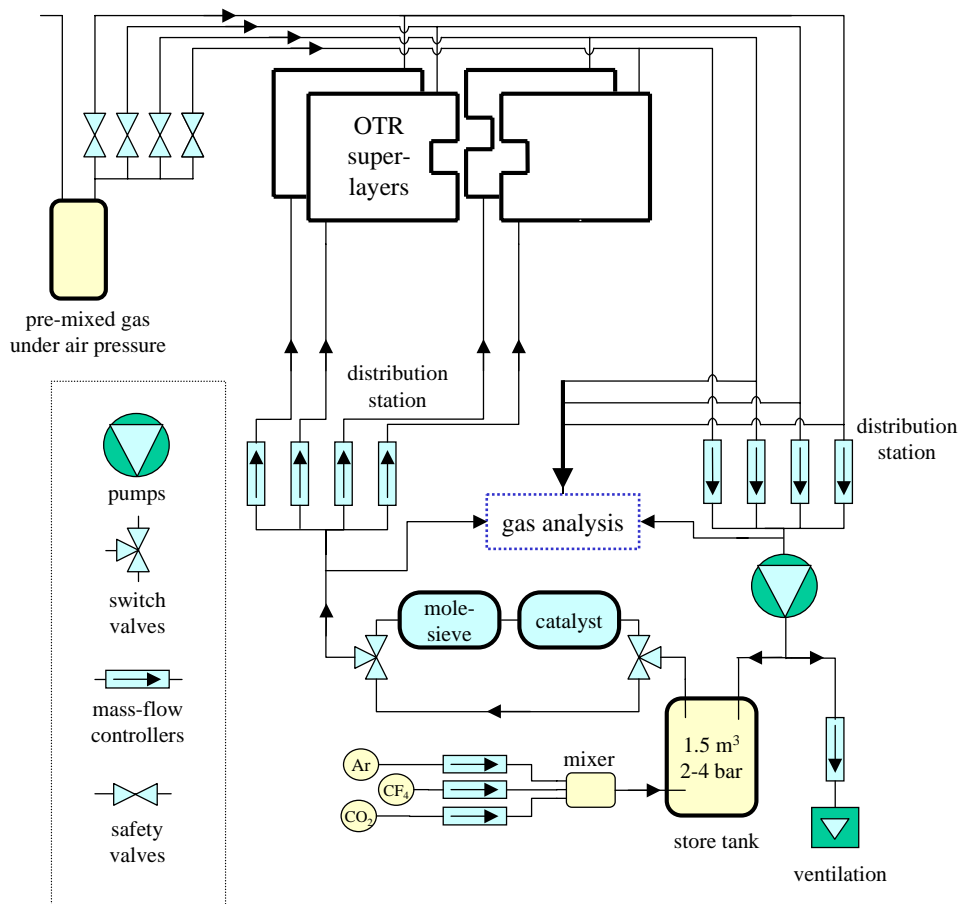 OTR
super-
layers
pre-mixed gas
under air pressure
distribution
station
distribution
station
pumps
gas analysis
switch
valves
mole-
sieve
catalyst
mass-flow
controllers
1.5 m³
2-4 bar
mixer
Ar
CF₄
CO₂
store tank
safety
valves
ventilation